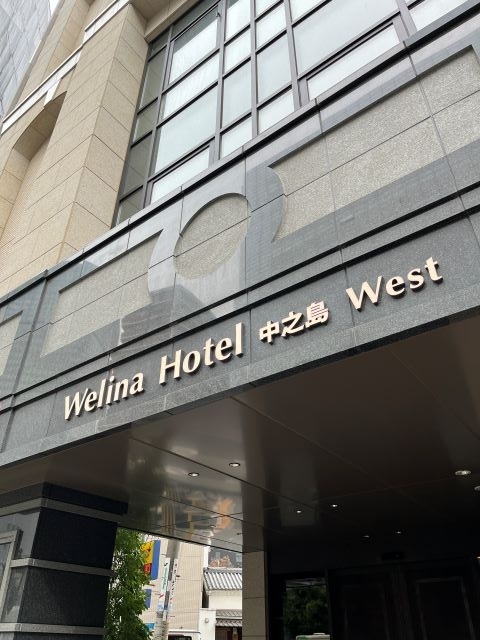 Welina Hotel 中之島 West